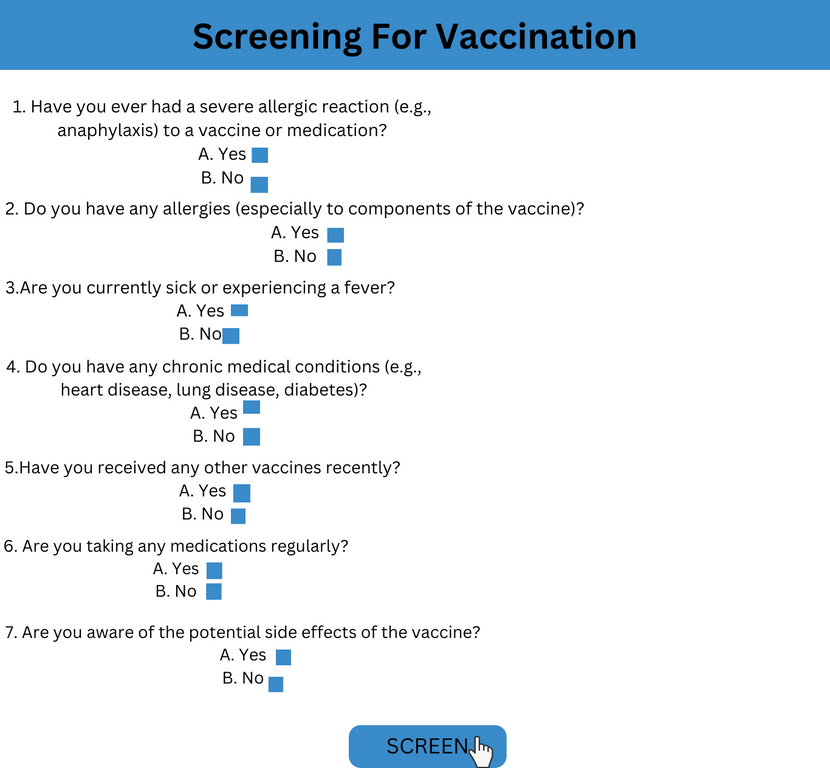 Screening For Vaccination
1. Have you ever had a severe allergic reaction (e.g.,
anaphylaxis) to a vaccine or medication?
A. Yes
B. No
2. Do you have any allergies (especially to components of the vaccine)?
A. Yes
B. No
3.Are you currently sick or experiencing a fever?
A. Yes
B. No
4. Do you have any chronic medical conditions (e.g.,
heart disease, lung disease, diabetes)?
A. Yes
B. No
5.Have you received any other vaccines recently?
A. Yes
B. No
6. Are you taking any medications regularly?
A. Yes
B. No
7. Are you aware of the potential side effects of the vaccine?
A. Yes
B. No
SCREEN